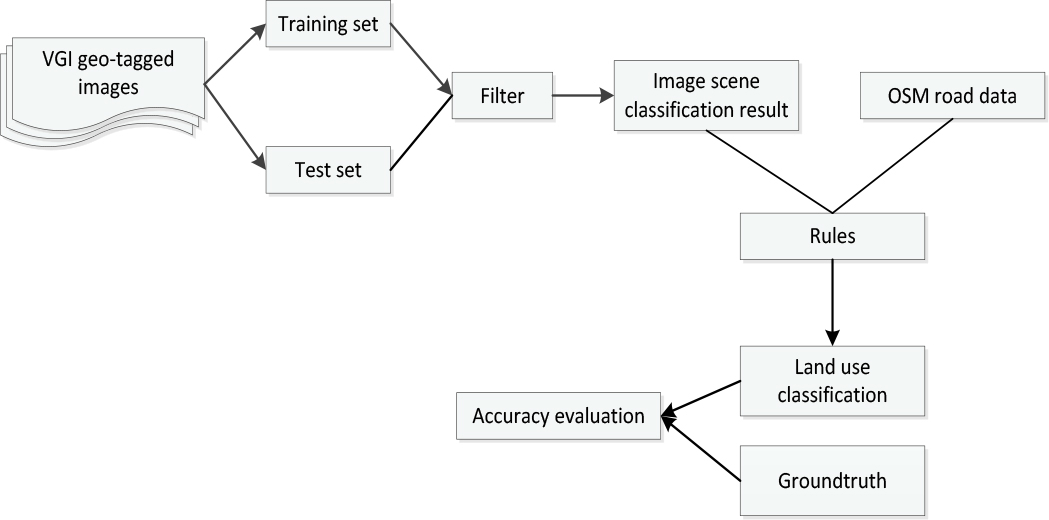 VGI geo-tagged
images
Training set
Test set
Filter
Image scene
classification result
OSM road data
Rules
Land use
classification
Accuracy evaluation
Groundtruth